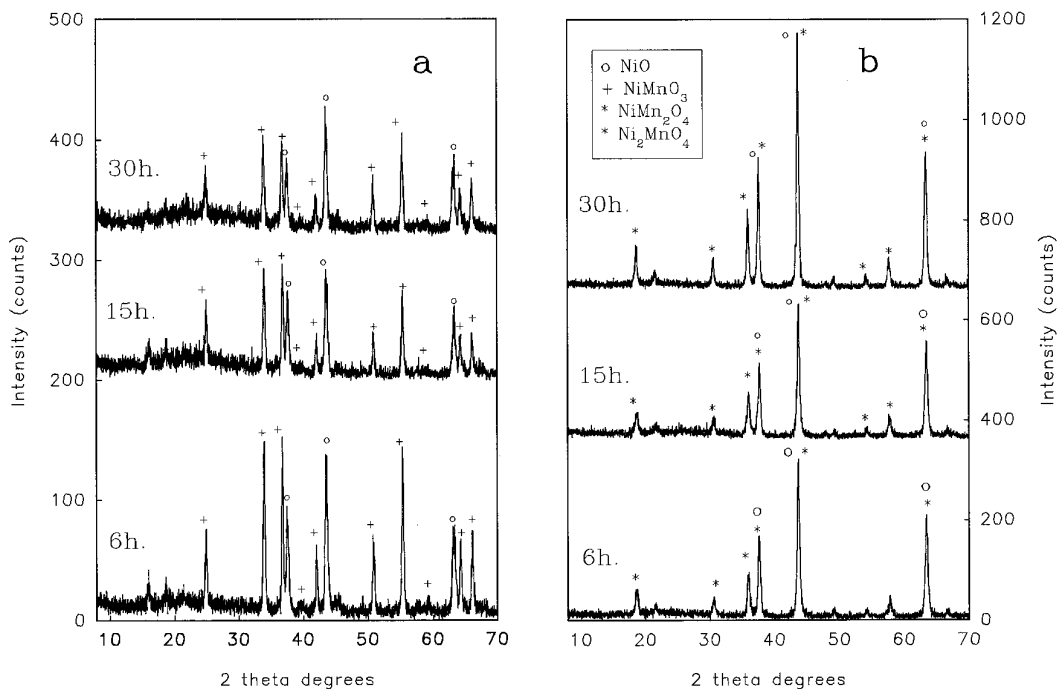 500
400
300
200
100
0
Intensity (counts)
a
30h.
15h.
6h.
10 20 30 40 50 60 70
2 theta degrees
b
o NiO
+ NiMnO₃
* NiMn₂O₄
* Ni₂MnO₄
30h.
15h.
6h.
1200
1000
800
600
400
200
0
Intensity (counts)
10 20 30 40 50 60 70
2 theta degrees